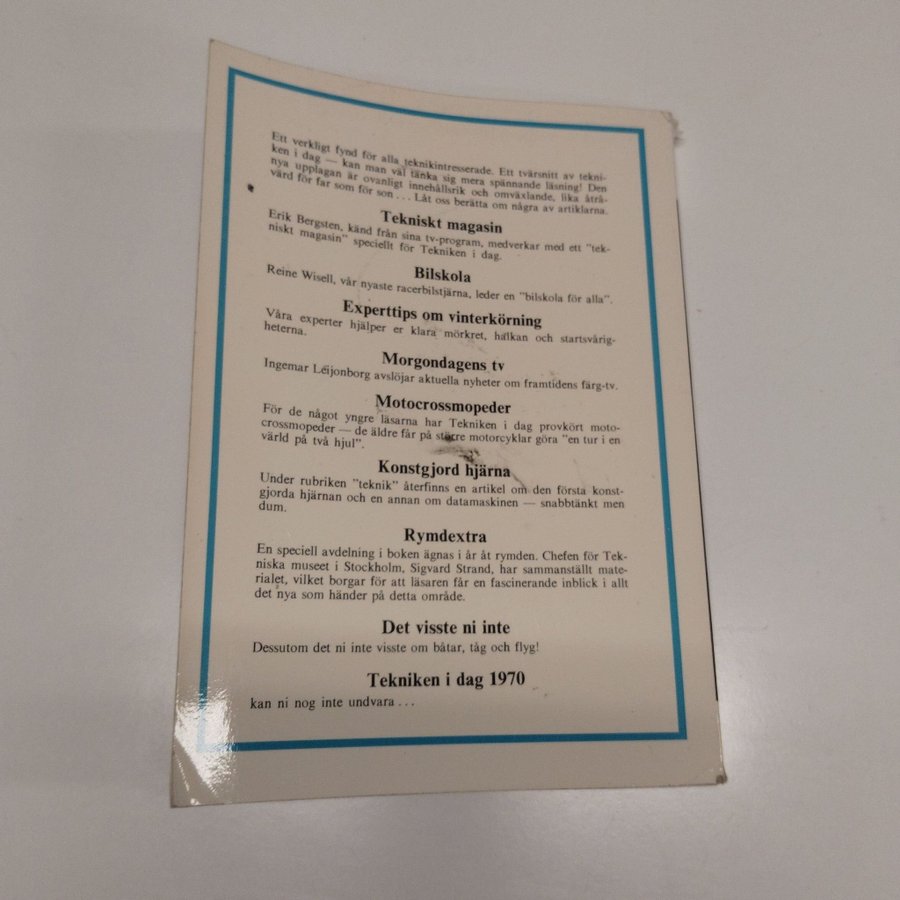 Ett verkligt fynd för alla teknikintresserade. Ett tvärsnitt av tekni-
ken i dag — kan man väl tänka sig mera spännande läsning! Den
nya upplagan är ovanligt innehållsrik och omväxlande, lika åtrå-
värd för far som för son ... Låt oss berätta om några av artiklarna.
Tekniskt magasin
Erik Bergsten, känd från sina tv-program, medverkar med ett "tek-
niskt magasin" speciellt för Tekniken i dag.
Bilskola
Reine Wisell, vår nyaste racerbilstjärna, leder en "bilskola för alla".
Experttips om vinterkörning
Våra experter hjälper er klara mörkret, halkan och startsvårig-
heterna.
Morgondagens tv
Ingemar Leijonborg avslöjar aktuella nyheter om framtidens färg-tv.
Motocrossmopeder
För de något yngre läsarna har Tekniken i dag provkört moto-
crossmopeder — de äldre får på större motorcyklar göra "en tur i en
värld på två hjul".
Konstgjord hjärna
Under rubriken "teknik" återfinns en artikel om den första konst-
gjorda hjärnan och en annan om datamaskinen — snabbtänkt men
dum.
Rymdextra
En speciell avdelning i boken ägnas i år åt rymden. Chefen för Tek-
niska museet i Stockholm, Sigvard Strand, har sammanställt mate-
rialet, vilket borgar för att läsaren får en fascinerande inblick i allt
det nya som händer på detta område.
Det visste ni inte
Dessutom det ni inte visste om båtar, tåg och flyg!
Tekniken i dag 1970
kan ni nog inte undvara ...